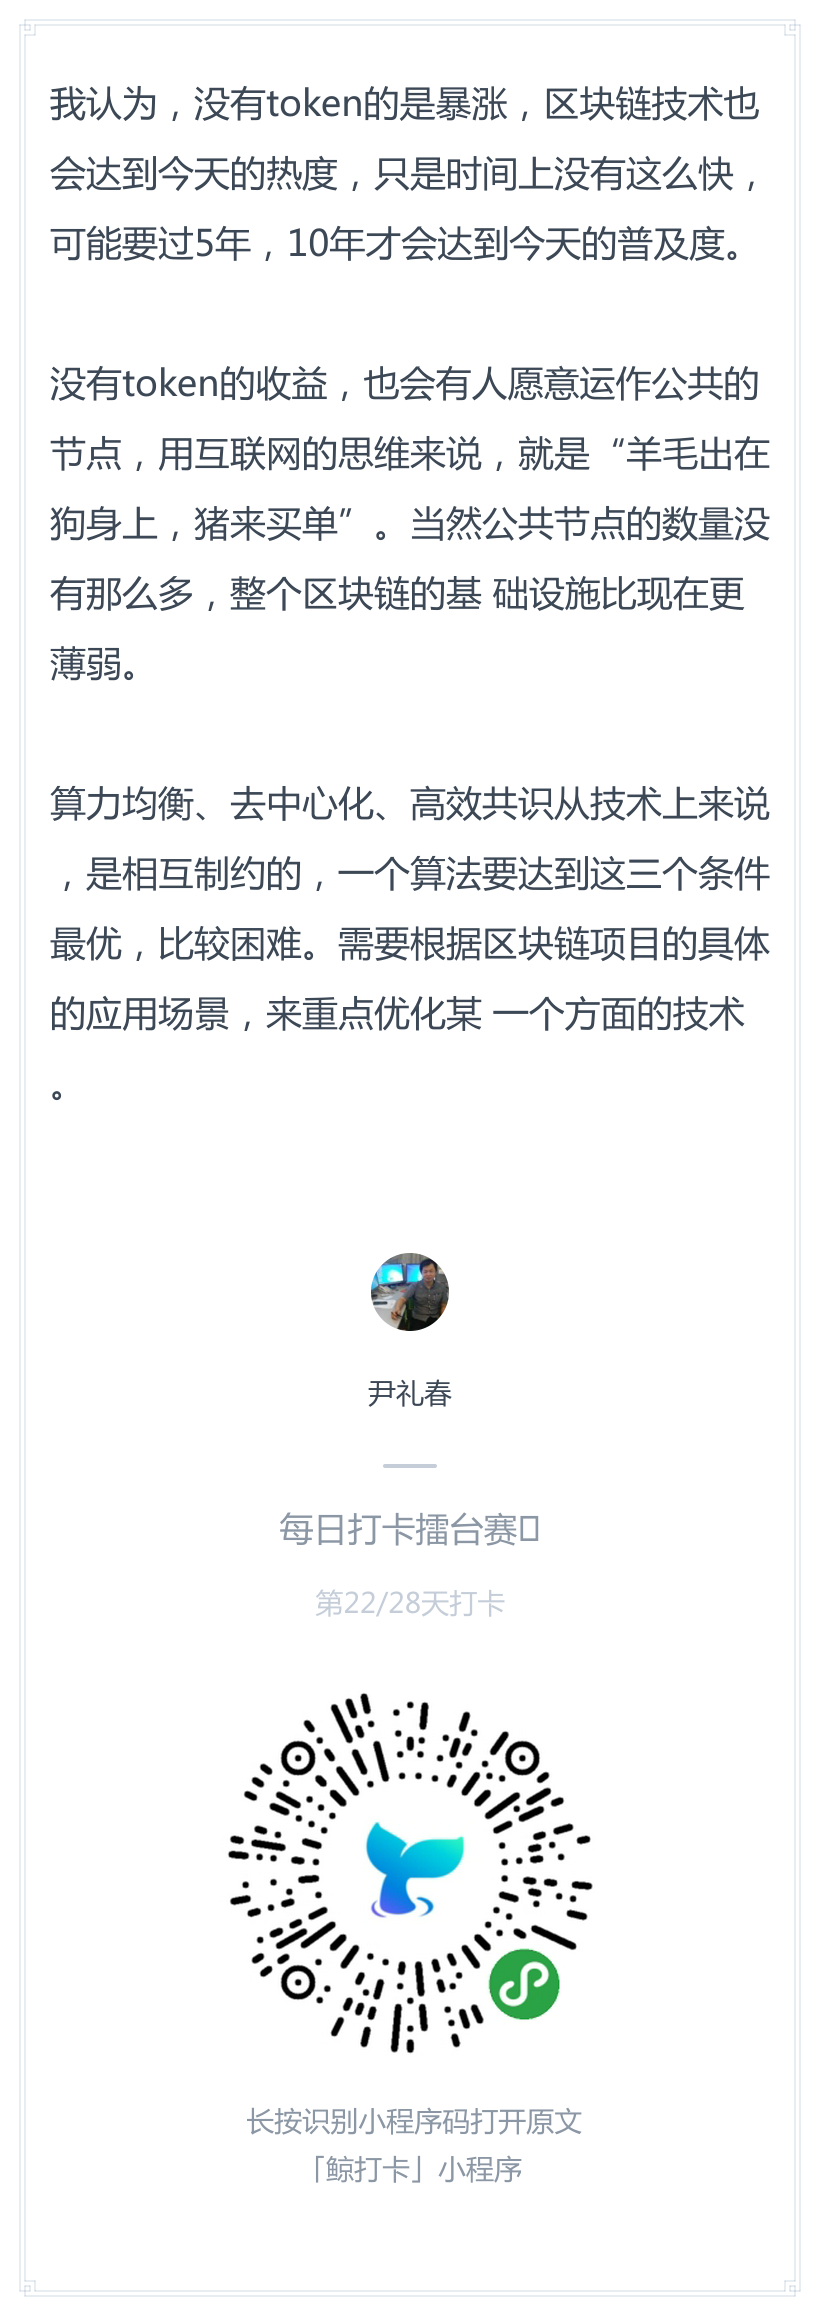 我认为，没有token的是暴涨，区块链技术也
会达到今天的热度，只是时间上没有这么快，
可能要过5年，10年才会达到今天的普及度。
没有token的收益，也会有人愿意运作公共的
节点，用互联网的思维来说，就是“羊毛出在
狗身上，猪来买单”。当然公共节点的数量没
有那么多，整个区块链的基 础设施比现在更
薄弱。
算力均衡、去中心化、高效共识从技术上来说
，是相互制约的，一个算法要达到这三个条件
最优，比较困难。需要根据区块链项目的具体
的应用场景，来重点优化某 一个方面的技术
。
尹礼春
每日打卡擂台赛
第22/28天打卡
长按识别小程序码打开原文
「鲸打卡」小程序